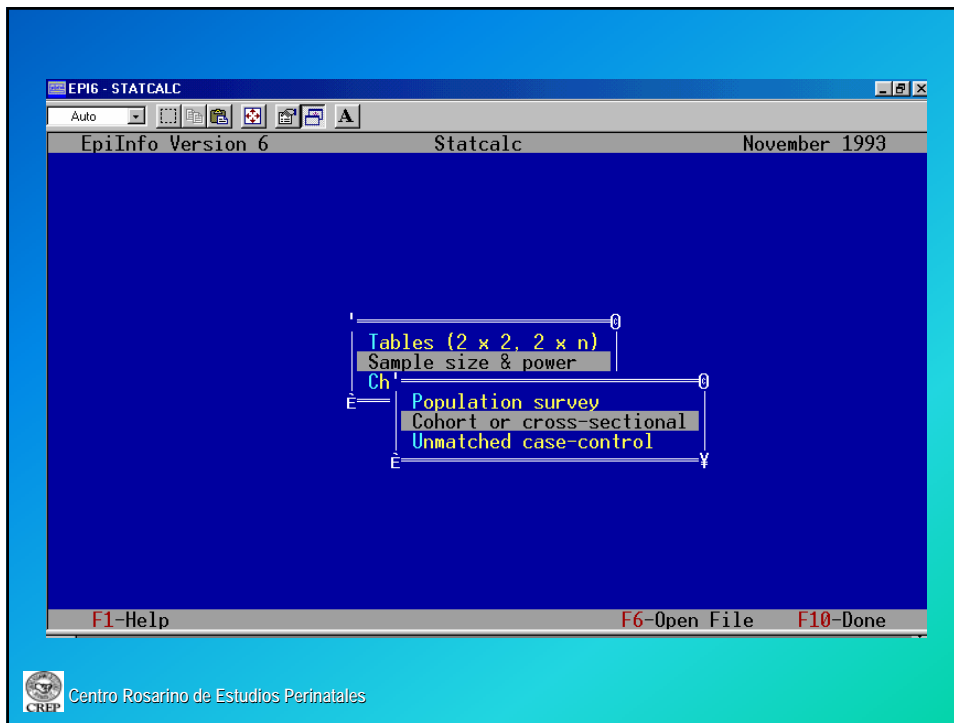 EPI6 - STATCALC
Auto
A
EpiInfo Version 6 Statcalc November 1993
Tables (2 x 2, 2 x n)
Sample size & power
Ch
Population survey
Cohort or cross-sectional
Unmatched case-control
F1-Help F6-Open File F10-Done
CREP Centro Rosarino de Estudios Perinatales